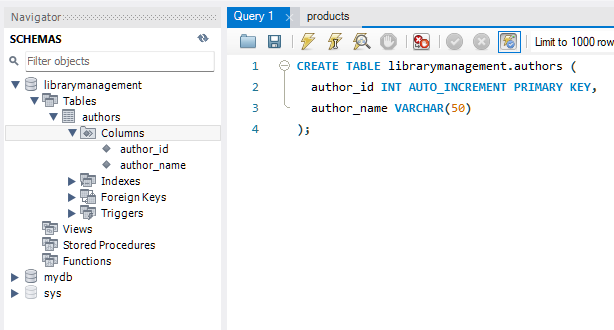 Navigator
SCHEMAS
Filter objects
librarymanagement
Tables
authors
Columns
author_id
author_name
Indexes
Foreign Keys
Triggers
Views
Stored Procedures
Functions
mydb
sys
Query 1 products
Limit to 1000 row
1 CREATE TABLE librarymanagement.authors (
2 author_id INT AUTO_INCREMENT PRIMARY KEY,
3 author_name VARCHAR(50)
4 );